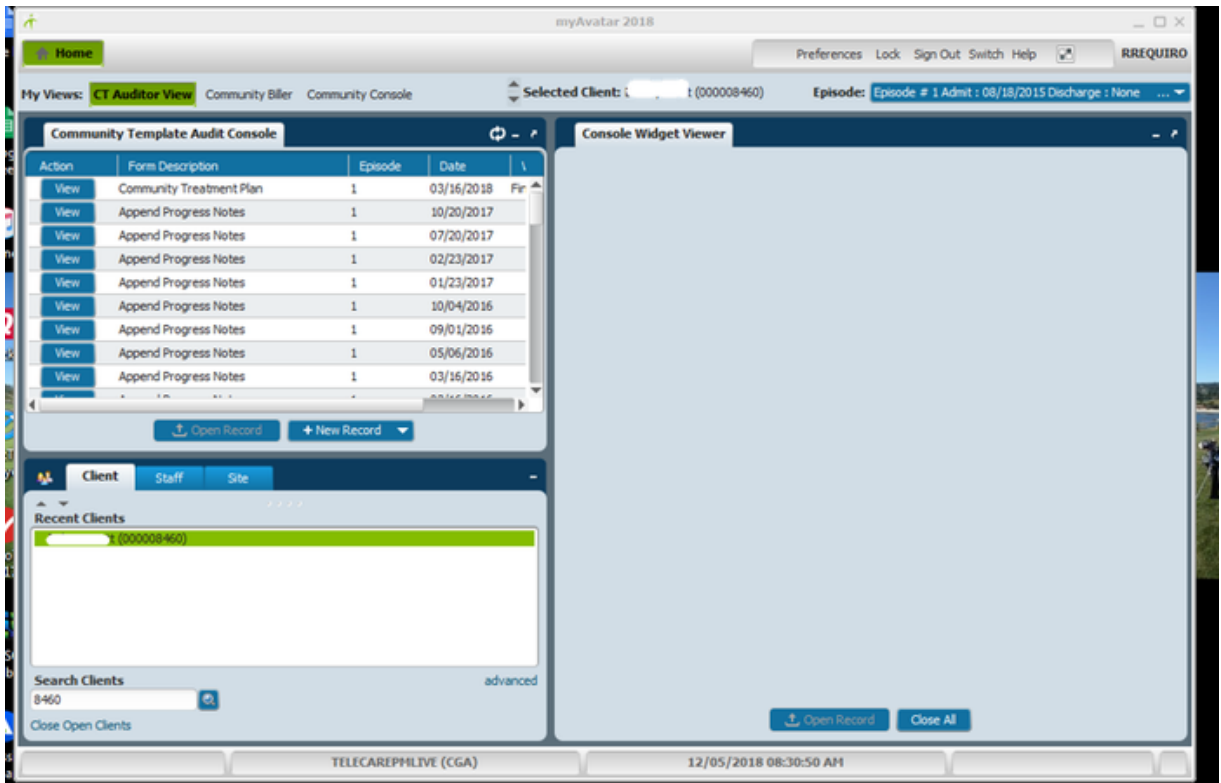 myAvatar 2018
Home
Preferences Lock Sign Out Switch Help RREQUIRO
My Views: CT Auditor View Community Biller Community Console Selected Client: t (000008460) Episode: Episode # 1 Admit : 08/18/2015 Discharge : None ...
Community Template Audit Console
Console Widget Viewer
Action Form Description Episode Date
View Community Treatment Plan 1 03/16/2018
View Append Progress Notes 1 10/20/2017
View Append Progress Notes 1 07/20/2017
View Append Progress Notes 1 02/23/2017
View Append Progress Notes 1 01/23/2017
View Append Progress Notes 1 10/04/2016
View Append Progress Notes 1 09/01/2016
View Append Progress Notes 1 05/06/2016
View Append Progress Notes 1 03/16/2016
Open Record + New Record
Client Staff Site
Recent Clients
t (000008460)
Search Clients advanced
8460
Close Open Clients
Open Record Close All
TELECAREPMLIVE (CGA) 12/05/2018 08:30:50 AM